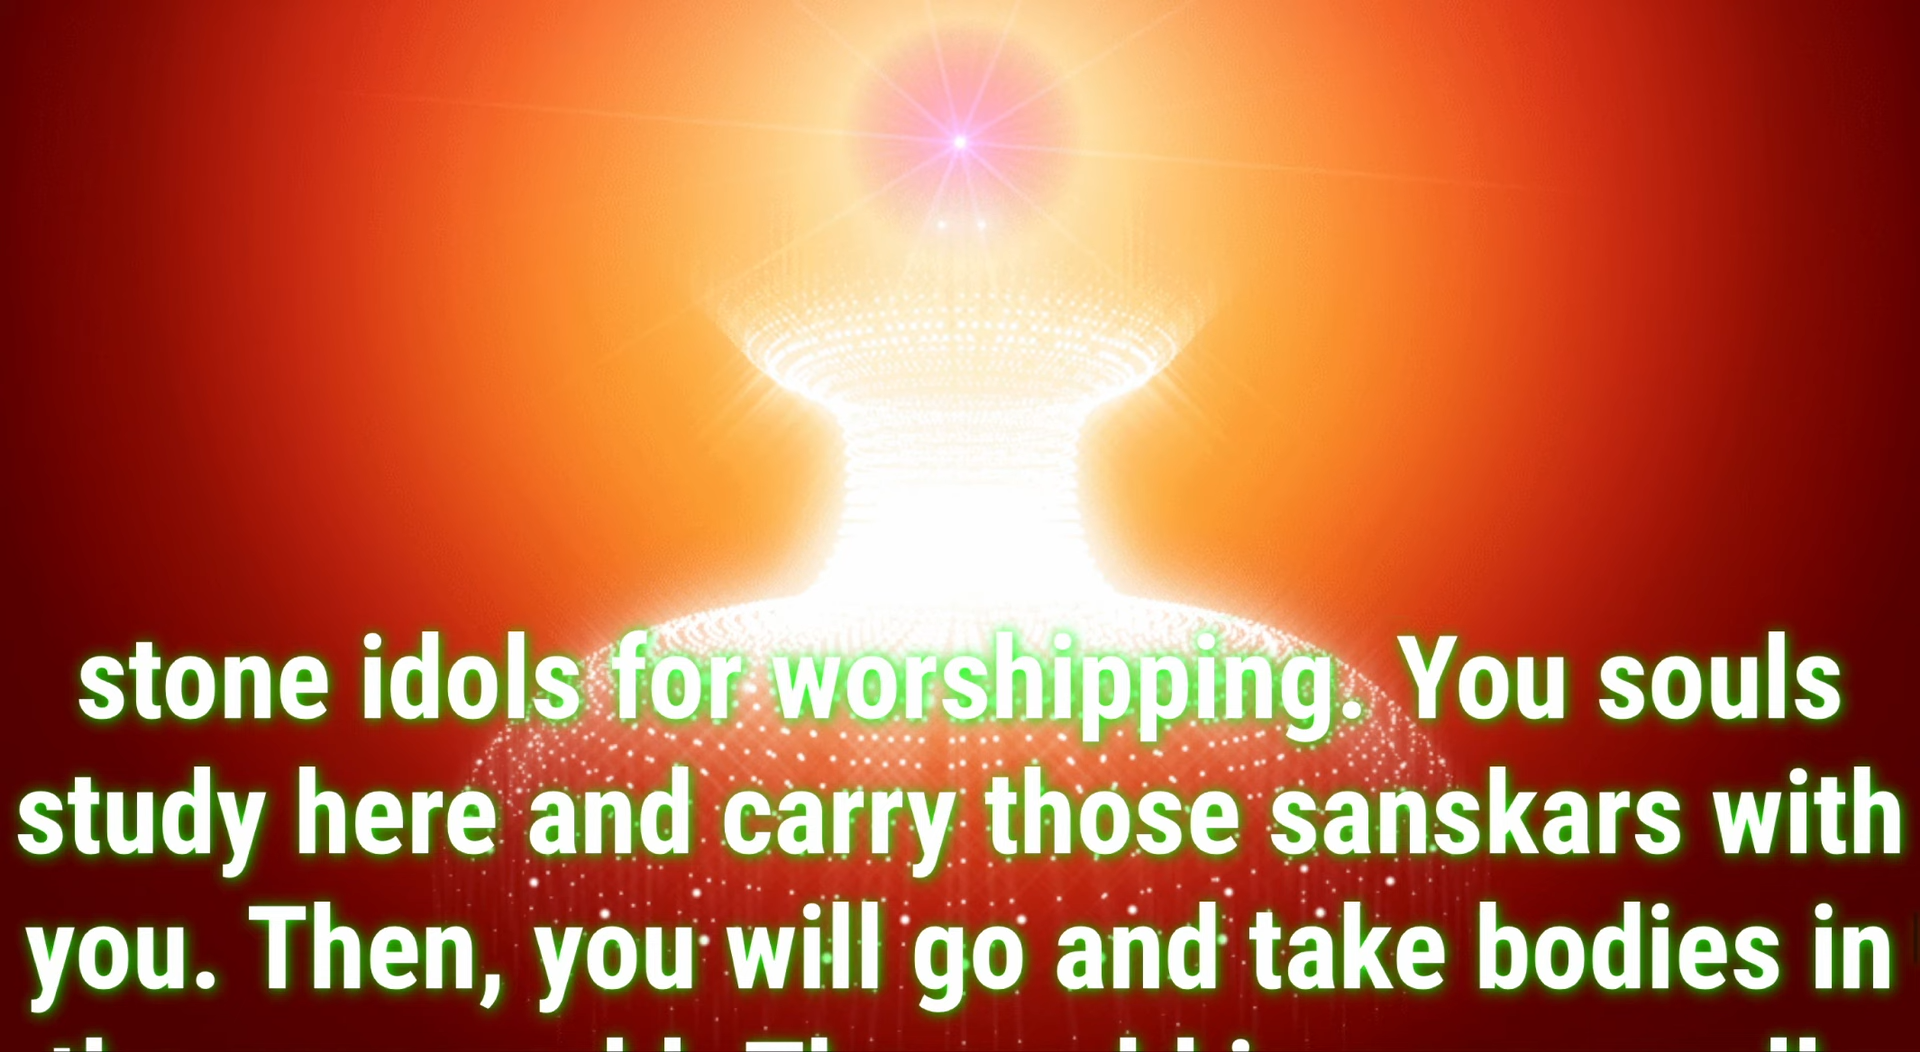 stone idols for worshipping. You souls
study here and carry those sanskars with
you. Then, you will go and take bodies in